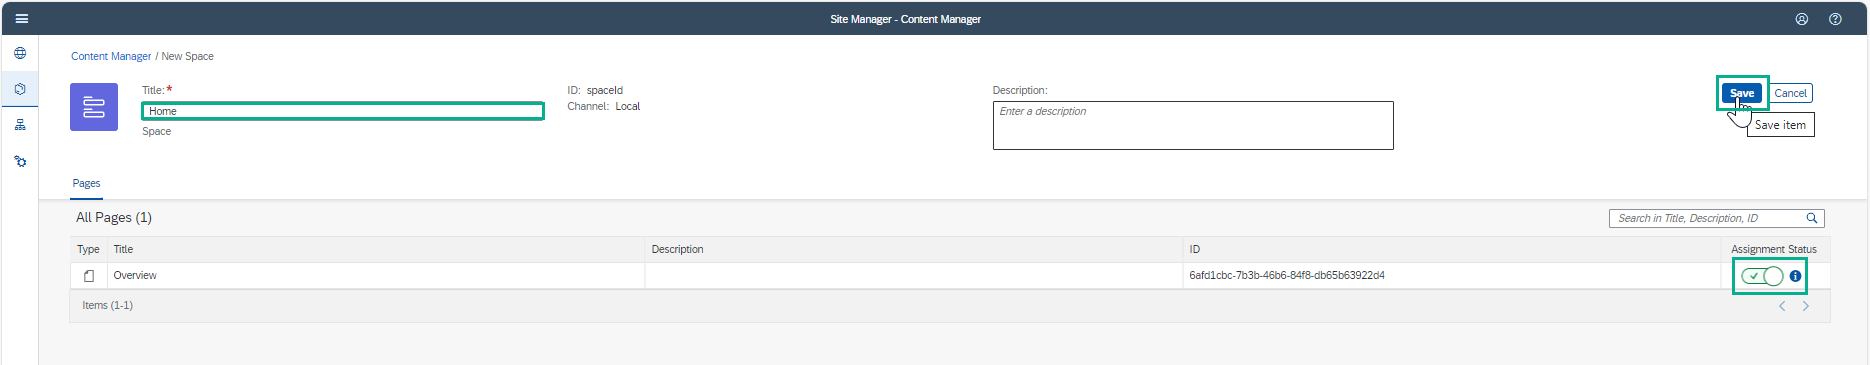 Site Manager - Content Manager
Content Manager / New Space
Title: *
Home
Space
ID: spaceId
Channel: Local
Description:
Enter a description
Save
Cancel
Save item
Pages
All Pages (1)
Search in Title, Description, ID
Type Title Description ID Assignment Status
Overview 6afd1cbc-7b3b-46b6-84f8-db65b63922d4
Items (1-1)